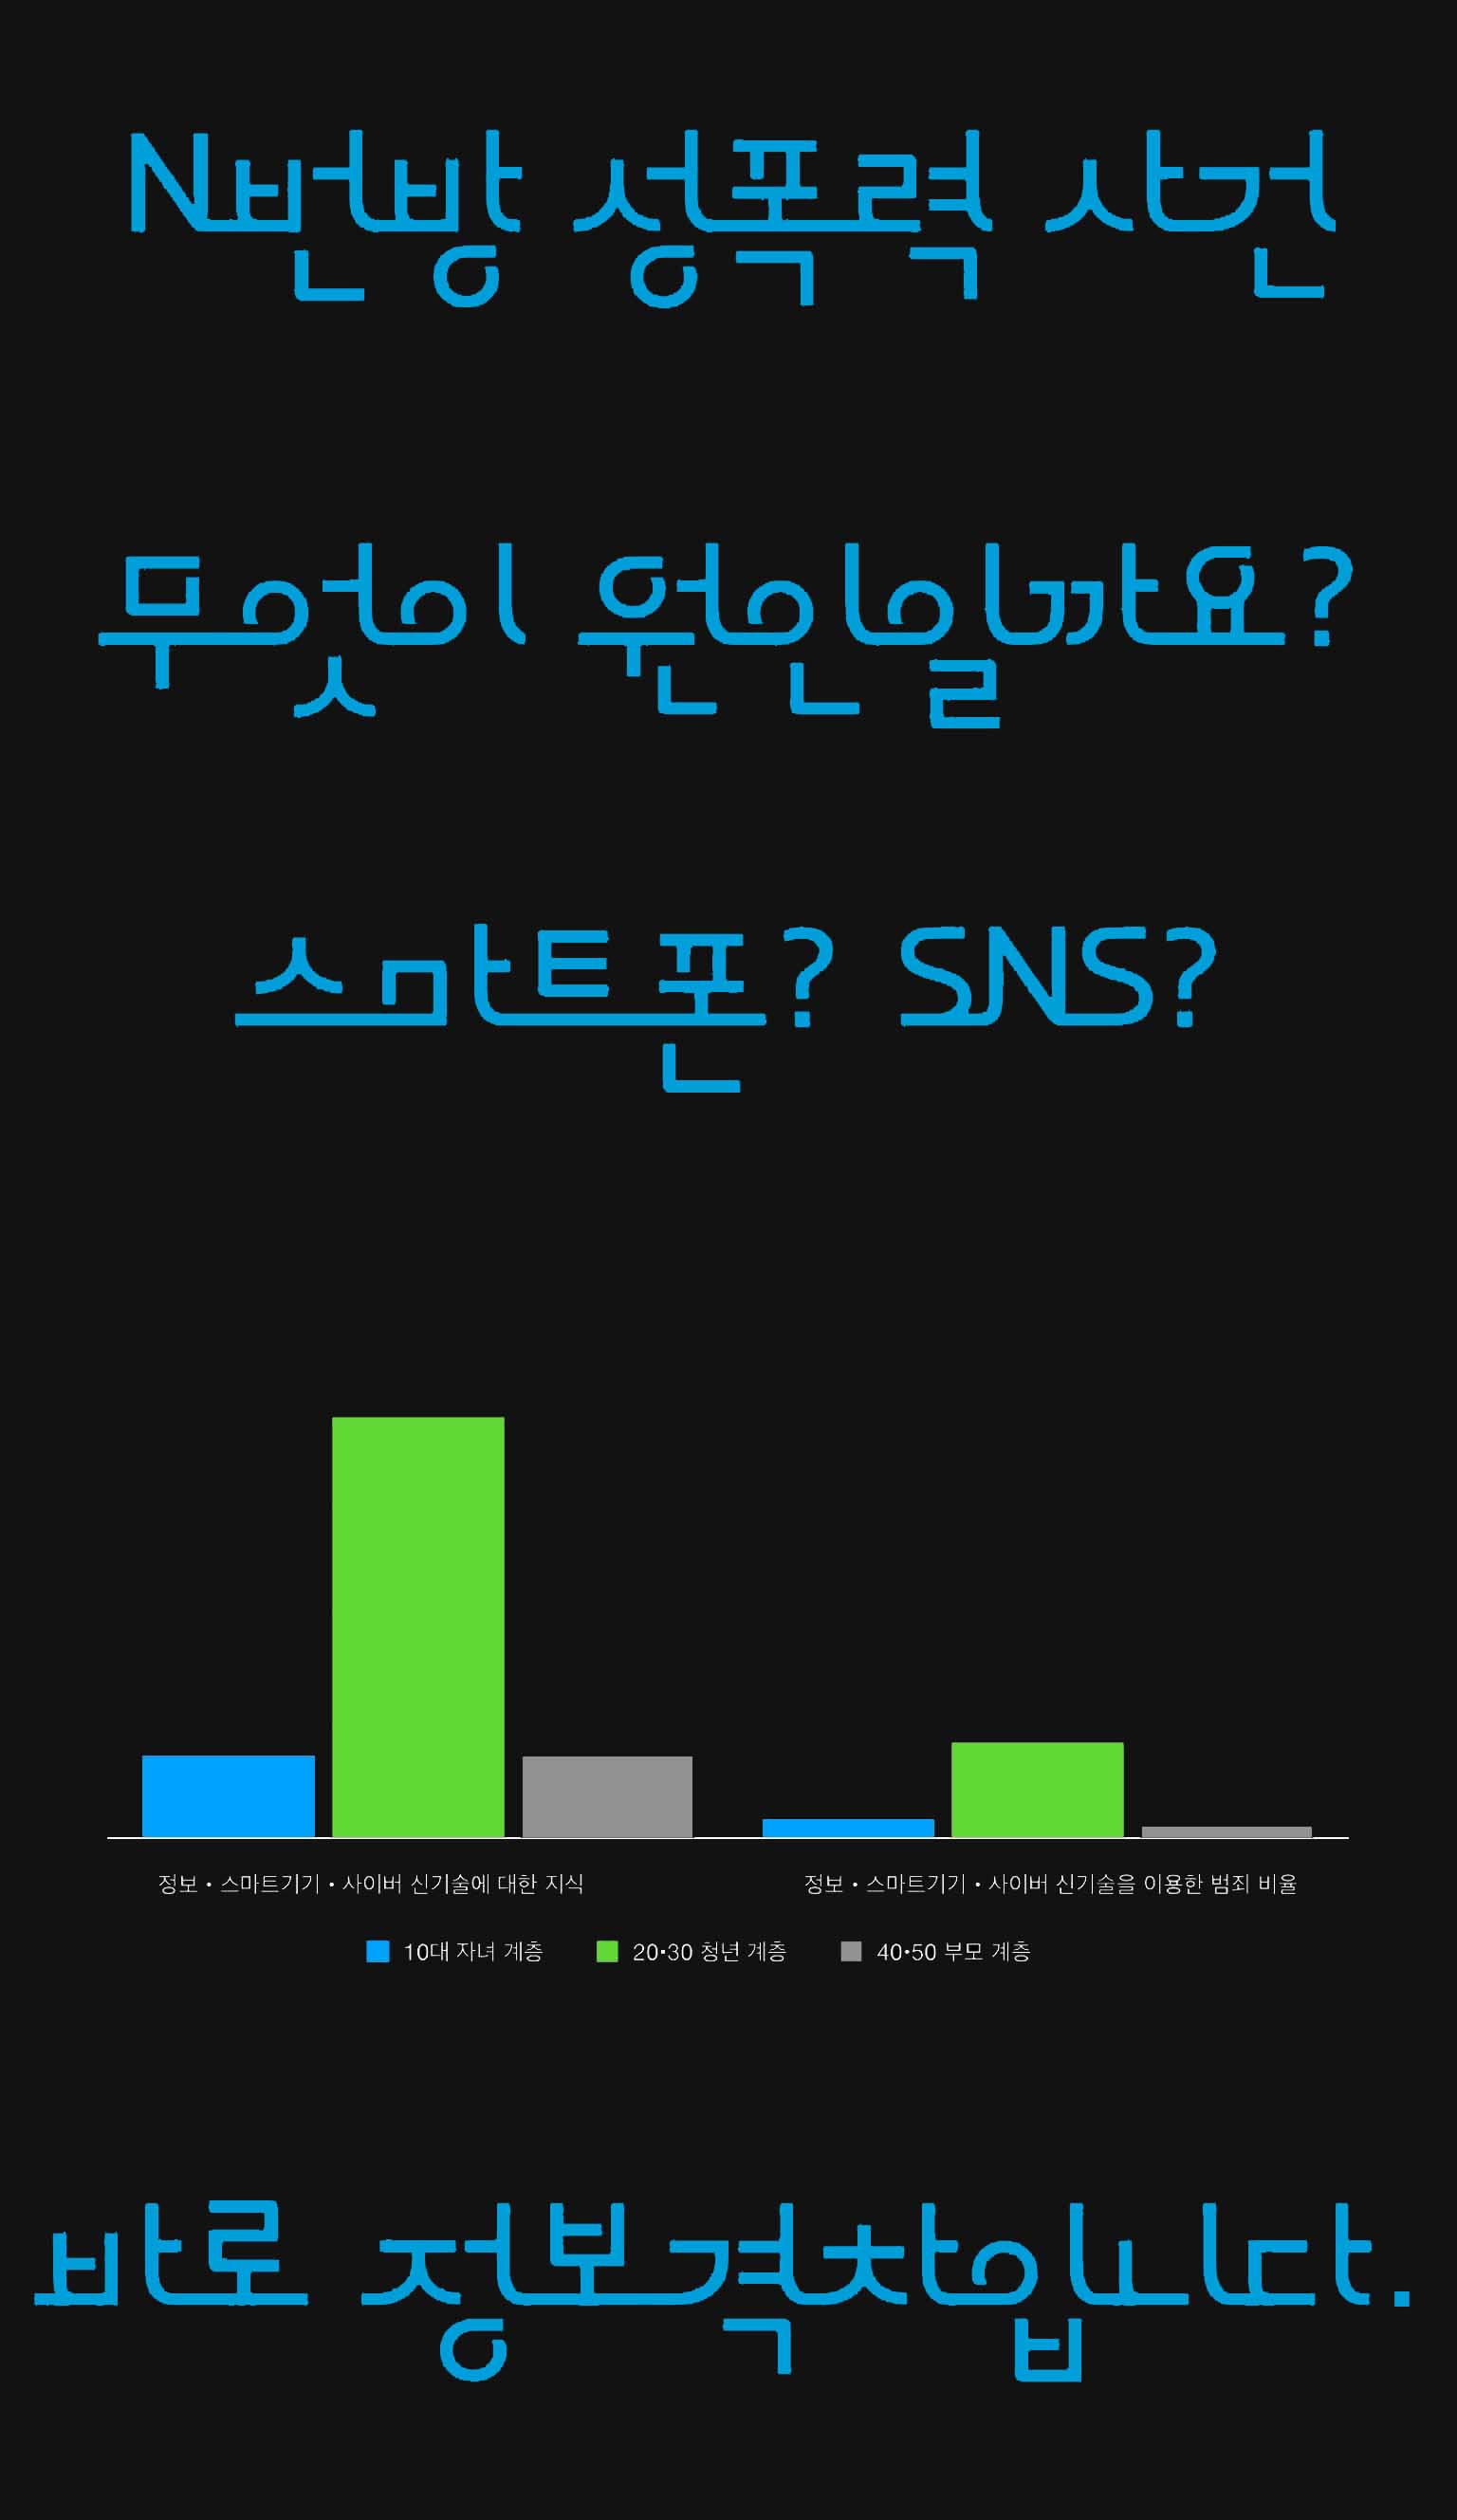 N번방 성폭력 사건
무엇이 원인일까요?
스마트폰? SNS?
정보・스마트기기・사이버 신기술에 대한 지식
정보・스마트기기・사이버 신기술을 이용한 범죄 비율
10대 자녀 계층
20・30 청년 계층
40・50 부모 계층
바로 정보격차입니다.